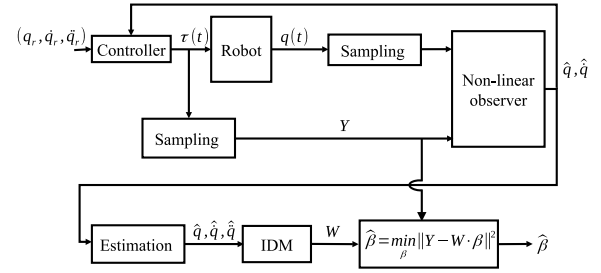 (q_r, q̇_r, q̈_r)
Controller
τ(t)
Robot
q(t)
Sampling
Non-linear
observer
q̂, q̂̇
Sampling
Y
Estimation
q̂, q̂̇, q̂̈
IDM
W
β̂ = min_β ||Y − W · β||²
β̂